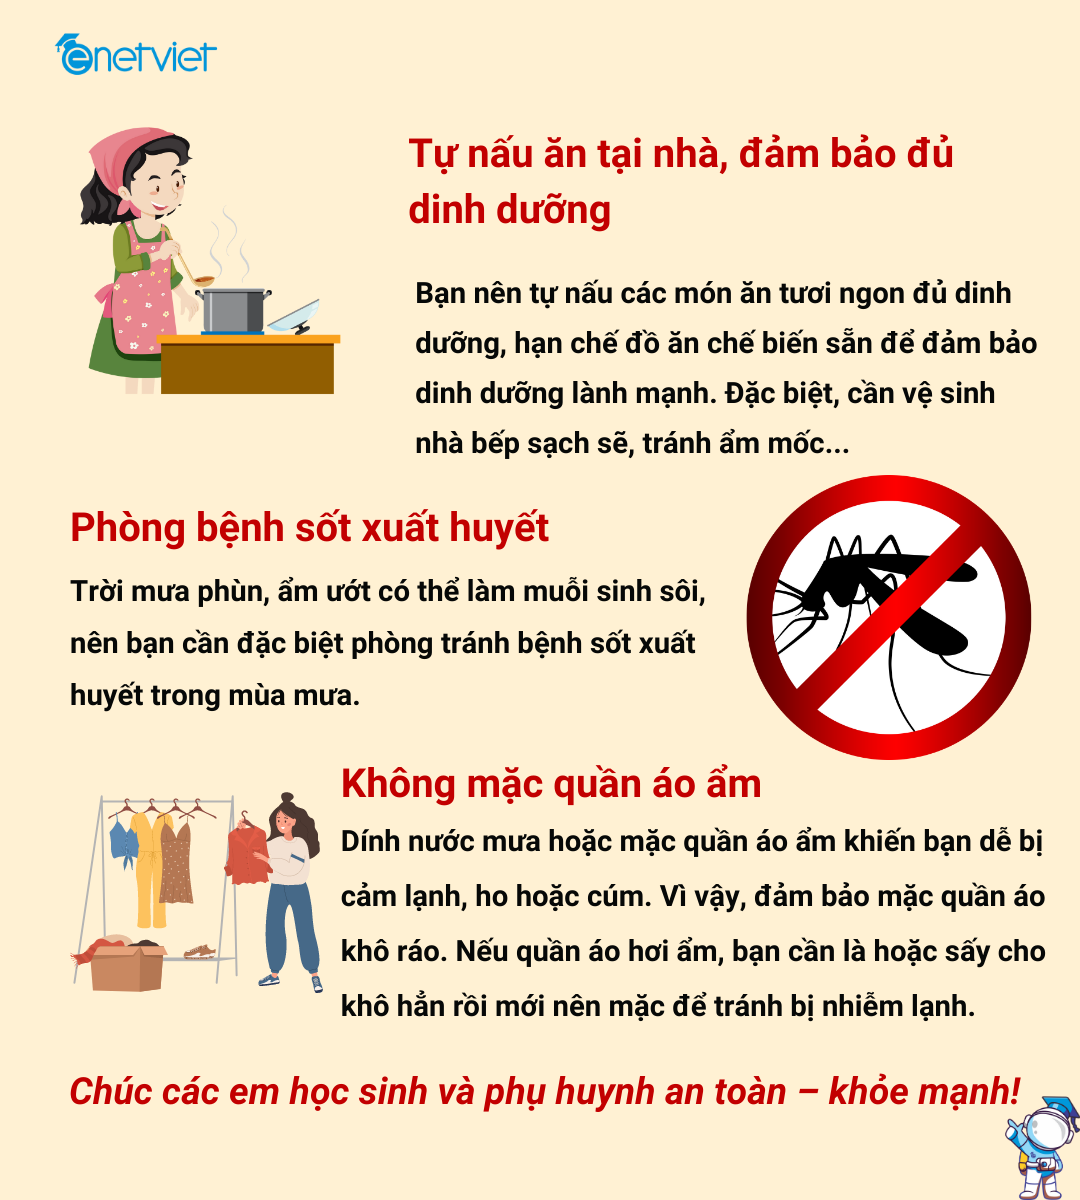 enetviet
Tự nấu ăn tại nhà, đảm bảo đủ
dinh dưỡng
Bạn nên tự nấu các món ăn tươi ngon đủ dinh
dưỡng, hạn chế đồ ăn chế biến sẵn để đảm bảo
dinh dưỡng lành mạnh. Đặc biệt, cần vệ sinh
nhà bếp sạch sẽ, tránh ẩm mốc...
Phòng bệnh sốt xuất huyết
Trời mưa phùn, ẩm ướt có thể làm muỗi sinh sôi,
nên bạn cần đặc biệt phòng tránh bệnh sốt xuất
huyết trong mùa mưa.
Không mặc quần áo ẩm
Dính nước mưa hoặc mặc quần áo ẩm khiến bạn dễ bị
cảm lạnh, ho hoặc cúm. Vì vậy, đảm bảo mặc quần áo
khô ráo. Nếu quần áo hơi ẩm, bạn cần là hoặc sấy cho
khô hẳn rồi mới nên mặc để tránh bị nhiễm lạnh.
Chúc các em học sinh và phụ huynh an toàn – khỏe mạnh!